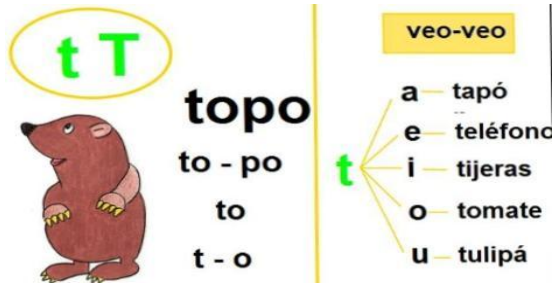 t T
topo
to - po
to
t - o
veo-veo
t
a — tapó
e — teléfono
i — tijeras
o — tomate
u — tulipá